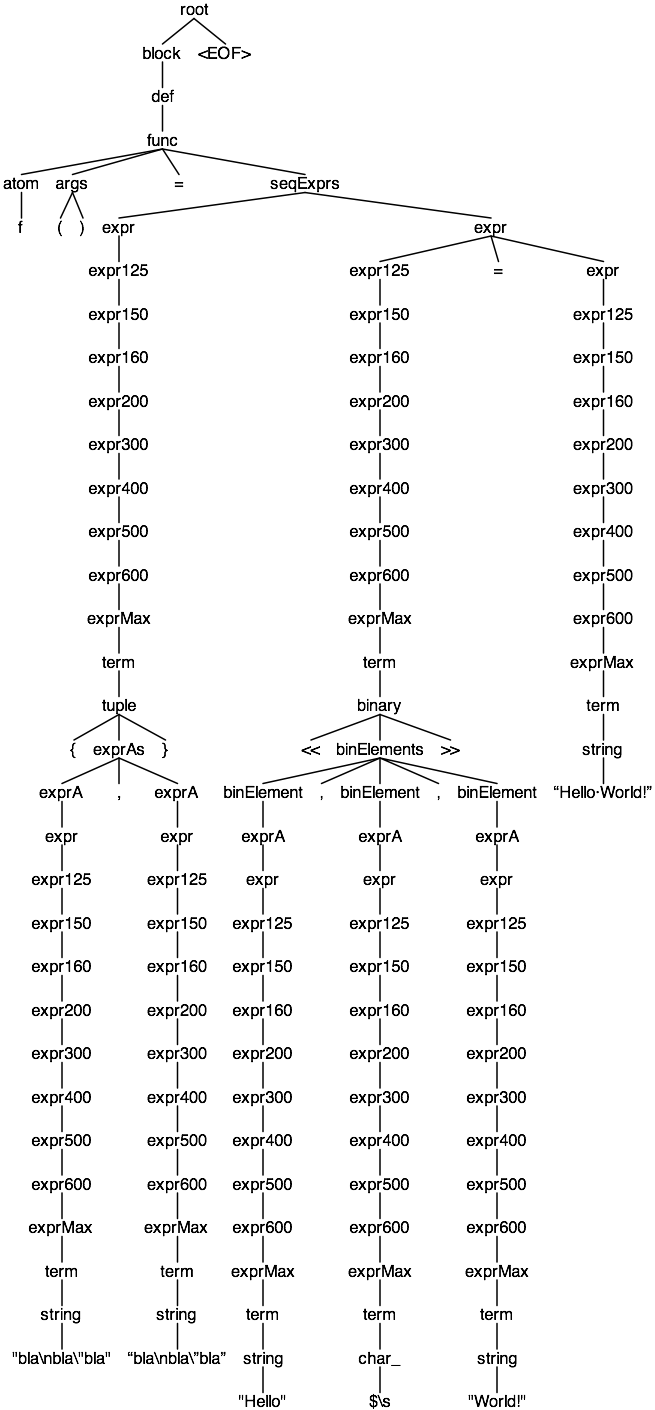 root
block <EOF>
def
func
atom args = seqExprs
f ( ) expr expr
expr125 expr125 = expr
expr150 expr150 expr125
expr160 expr160 expr150
expr200 expr200 expr160
expr300 expr300 expr200
expr400 expr400 expr300
expr500 expr500 expr400
expr600 expr600 expr500
exprMax exprMax expr600
term term exprMax
tuple binary term
{ exprAs } << binElements >> string
exprA , exprA binElement , binElement , binElement “Hello·World!”
expr expr exprA exprA exprA
expr125 expr125 expr expr expr
expr150 expr150 expr125 expr125 expr125
expr160 expr160 expr150 expr150 expr150
expr200 expr200 expr160 expr160 expr160
expr300 expr300 expr200 expr200 expr200
expr400 expr400 expr300 expr300 expr300
expr500 expr500 expr400 expr400 expr400
expr600 expr600 expr500 expr500 expr500
exprMax exprMax expr600 expr600 expr600
term term exprMax exprMax exprMax
string string term term term
"bla\nbla\"bla" “bla\nbla\”bla” string char_ string
"Hello" $\s "World!"